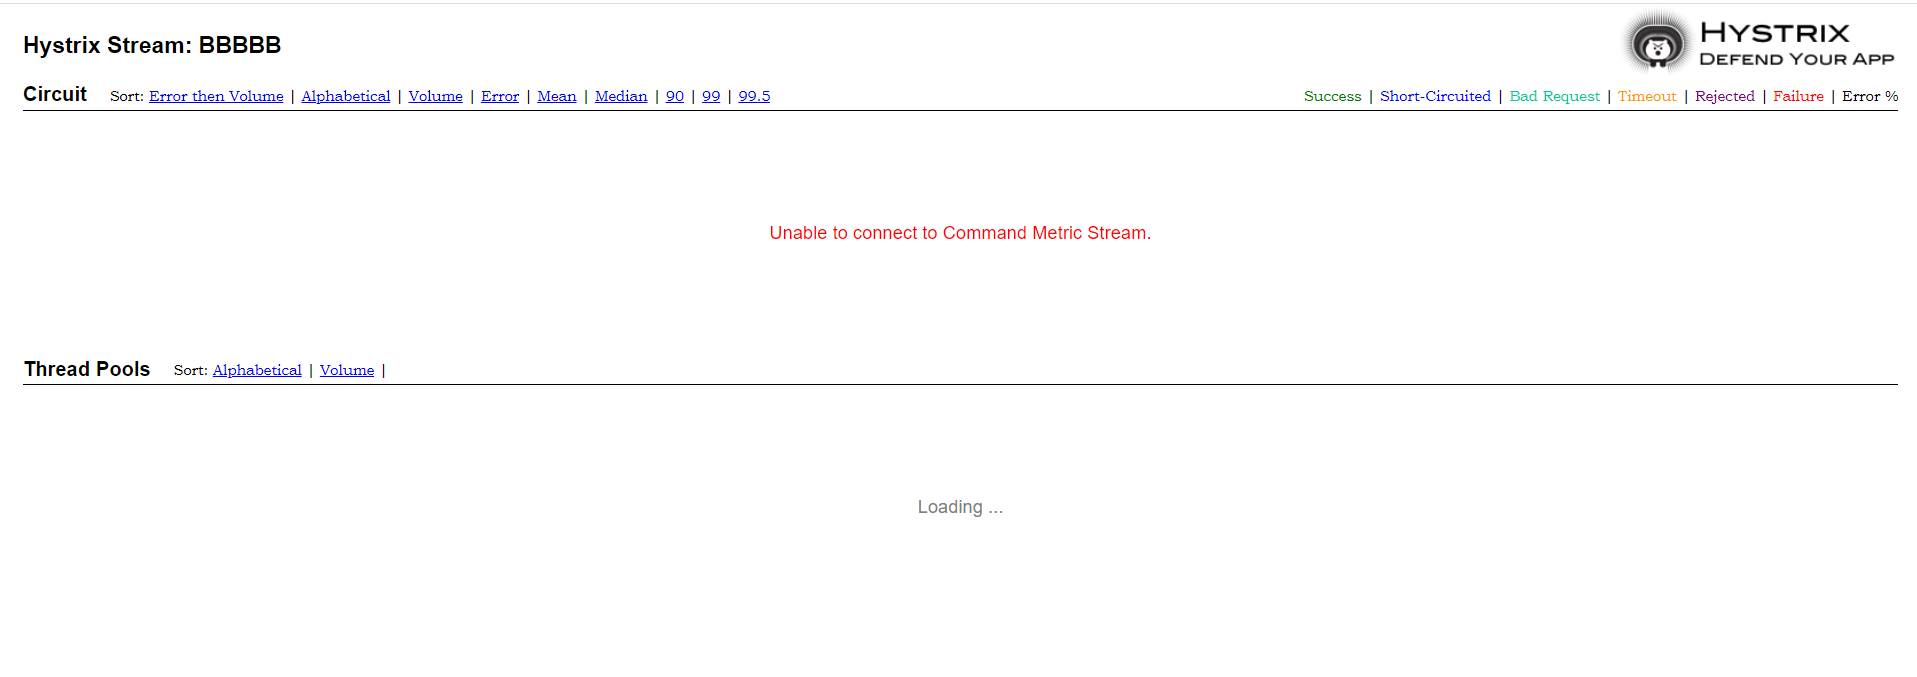 Hystrix Stream: BBBBB
HYSTRIX
DEFEND YOUR APP
Circuit Sort: Error then Volume | Alphabetical | Volume | Error | Mean | Median | 90 | 99 | 99.5
Success | Short-Circuited | Bad Request | Timeout | Rejected | Failure | Error %
Unable to connect to Command Metric Stream.
Thread Pools Sort: Alphabetical | Volume |
Loading ...